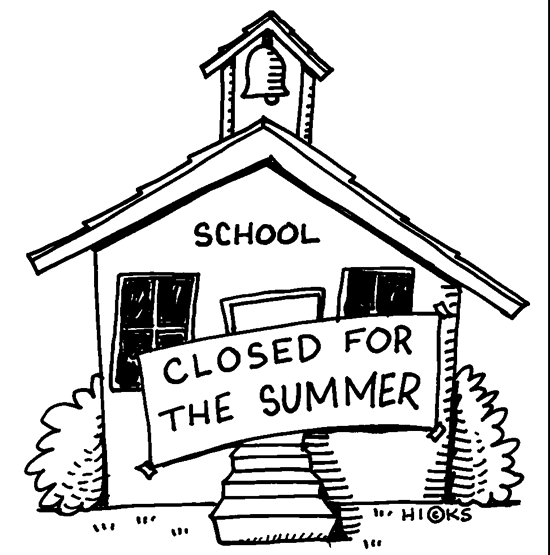 SCHOOL
CLOSED FOR
THE SUMMER
HI©KS